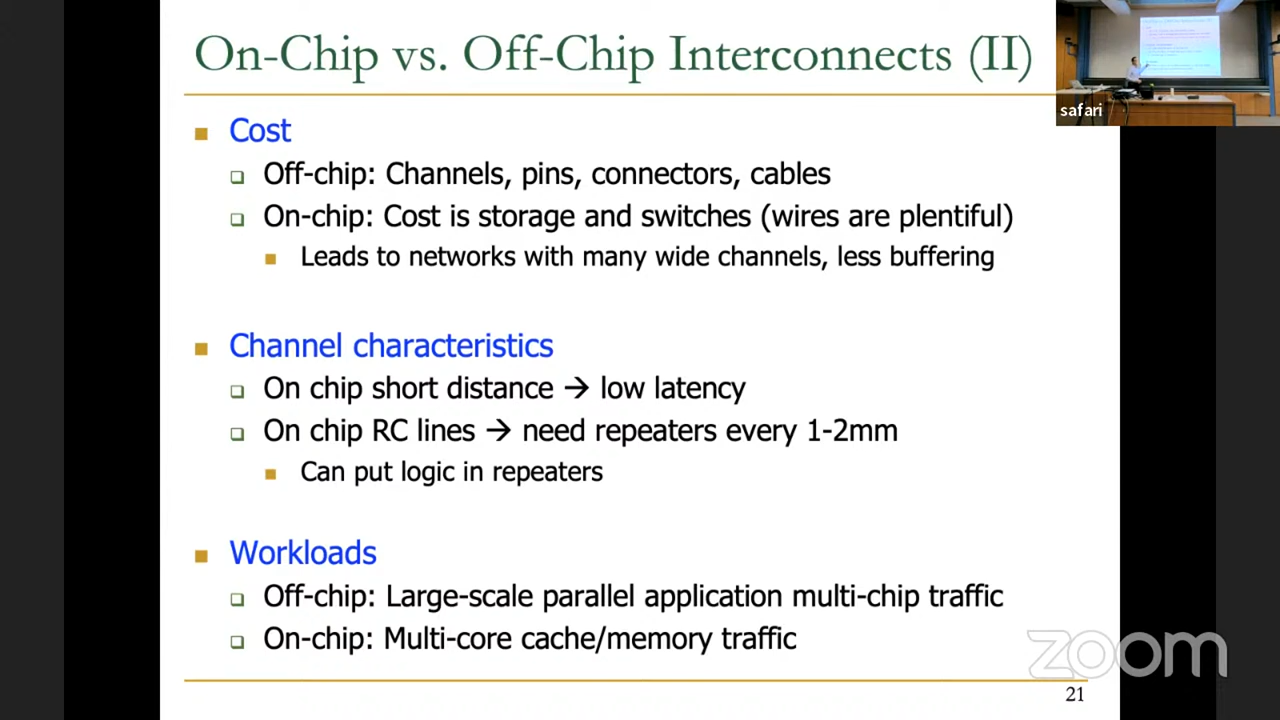 On-Chip vs. Off-Chip Interconnects (II)
Cost
Off-chip: Channels, pins, connectors, cables
On-chip: Cost is storage and switches (wires are plentiful)
Leads to networks with many wide channels, less buffering
Channel characteristics
On chip short distance → low latency
On chip RC lines → need repeaters every 1-2mm
Can put logic in repeaters
Workloads
Off-chip: Large-scale parallel application multi-chip traffic
On-chip: Multi-core cache/memory traffic
21
safari
zoom